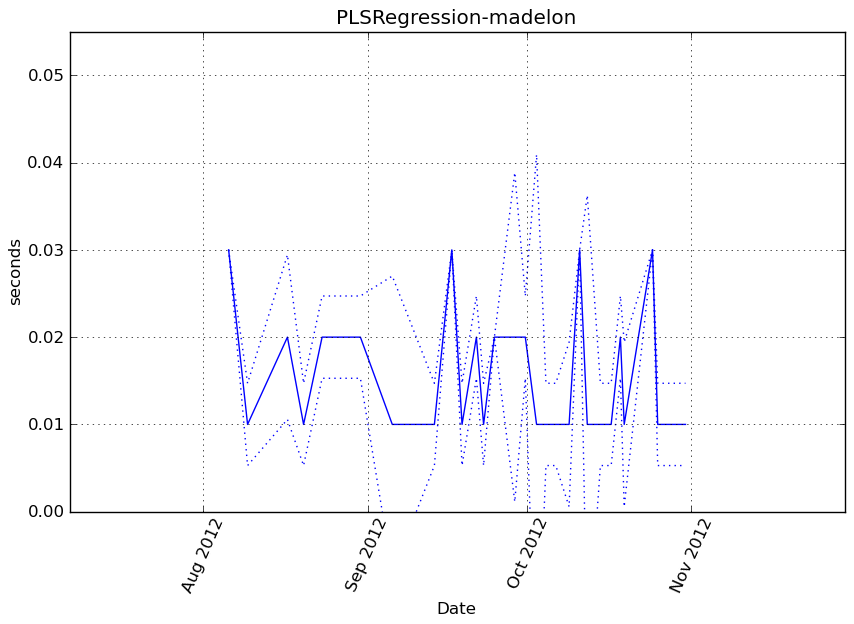 PLSRegression-madelon
0.05
0.04
0.03
0.02
0.01
0.00
seconds
Aug 2012
Sep 2012
Oct 2012
Nov 2012
Date